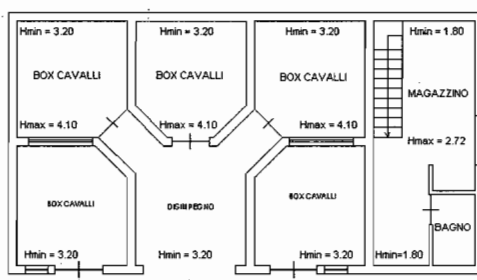 Hmin = 3.20
Hmin = 3.20
Hmin = 3.20
Hmin = 1.80
BOX CAVALLI
BOX CAVALLI
BOX CAVALLI
MAGAZZINO
Hmax = 4.10
Hmax = 4.10
Hmax = 4.10
Hmax = 2.72
BOX CAVALLI
DISIMPEGNO
BOX CAVALLI
BAGNO
Hmin = 3.20
Hmin = 3.20
Hmin = 3.20
Hmin=1.80